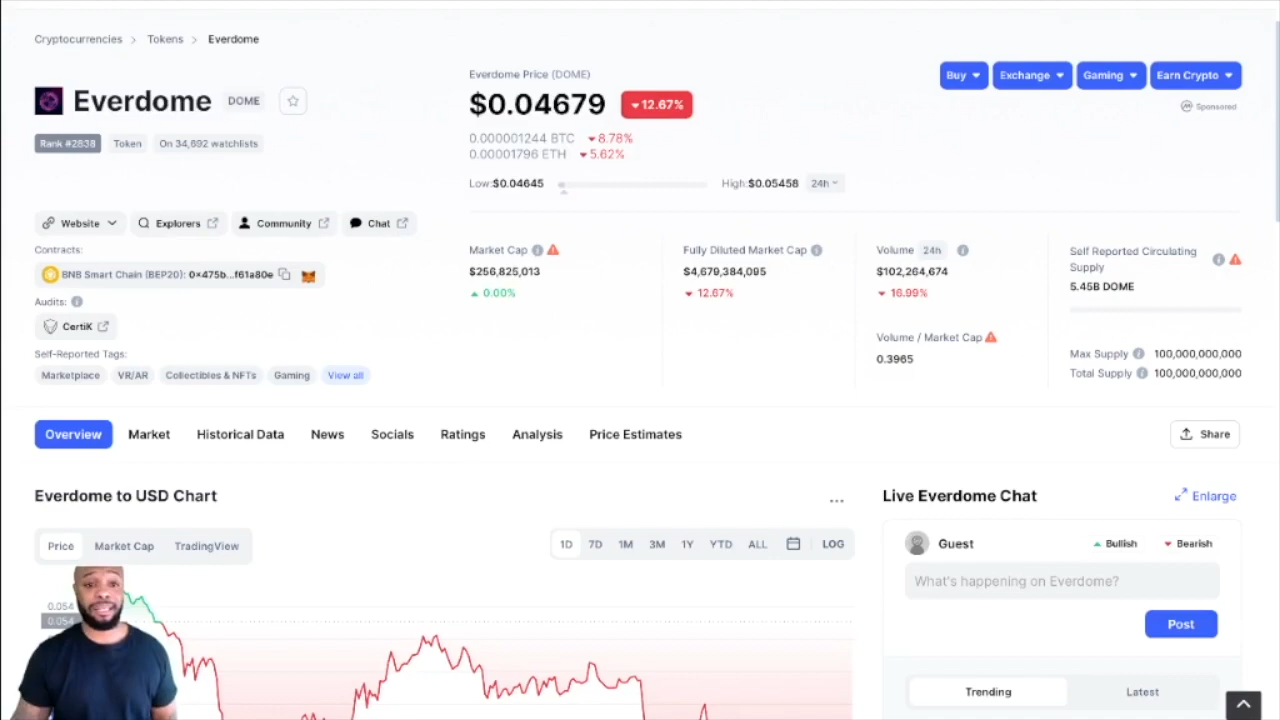 Cryptocurrencies > Tokens > Everdome
Everdome DOME
Rank #2838 Token On 34,692 watchlists
Website Explorers Community Chat
Contracts:
BNB Smart Chain (BEP20): 0x475b...f61a80e
Audits:
CertiK
Self-Reported Tags:
Marketplace VR/AR Collectibles & NFTs Gaming View all
Everdome Price (DOME)
$0.04679 12.67%
0.000001244 BTC 8.78%
0.00001796 ETH 5.62%
Low:$0.04645 High:$0.05458 24h
Buy Exchange Gaming Earn Crypto
Sponsored
Market Cap
$256,825,013
0.00%
Fully Diluted Market Cap
$4,679,384,095
12.67%
Volume 24h
$102,264,674
16.99%
Volume / Market Cap
0.3965
Self Reported Circulating
Supply
5.45B DOME
Max Supply 100,000,000,000
Total Supply 100,000,000,000
Overview Market Historical Data News Socials Ratings Analysis Price Estimates Share
Everdome to USD Chart ...
Price Market Cap TradingView 1D 7D 1M 3M 1Y YTD ALL LOG
0.054
0.054
Live Everdome Chat Enlarge
Guest Bullish Bearish
What's happening on Everdome?
Post
Trending Latest